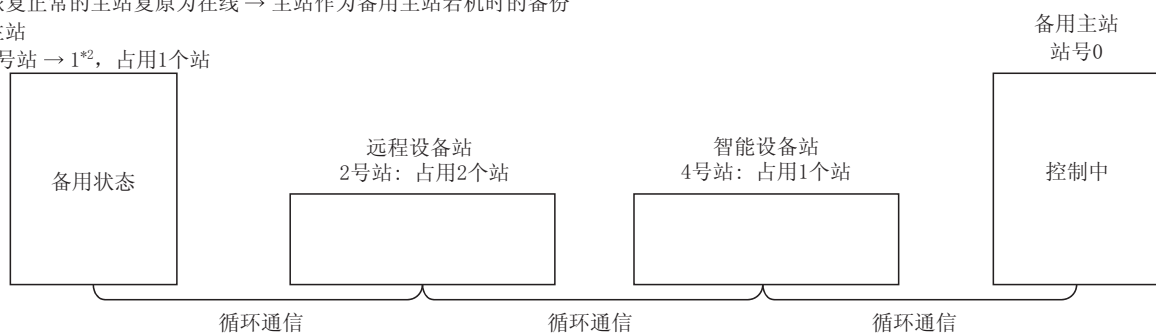 恢复正常的主站复原为在线 → 主站作为备用主站宕机时的备份
主站
号站 → 1*2, 占用1个站
备用主站
站号0
远程设备站
2号站: 占用2个站
智能设备站
4号站: 占用1个站
备用状态
控制中
循环通信
循环通信
循环通信